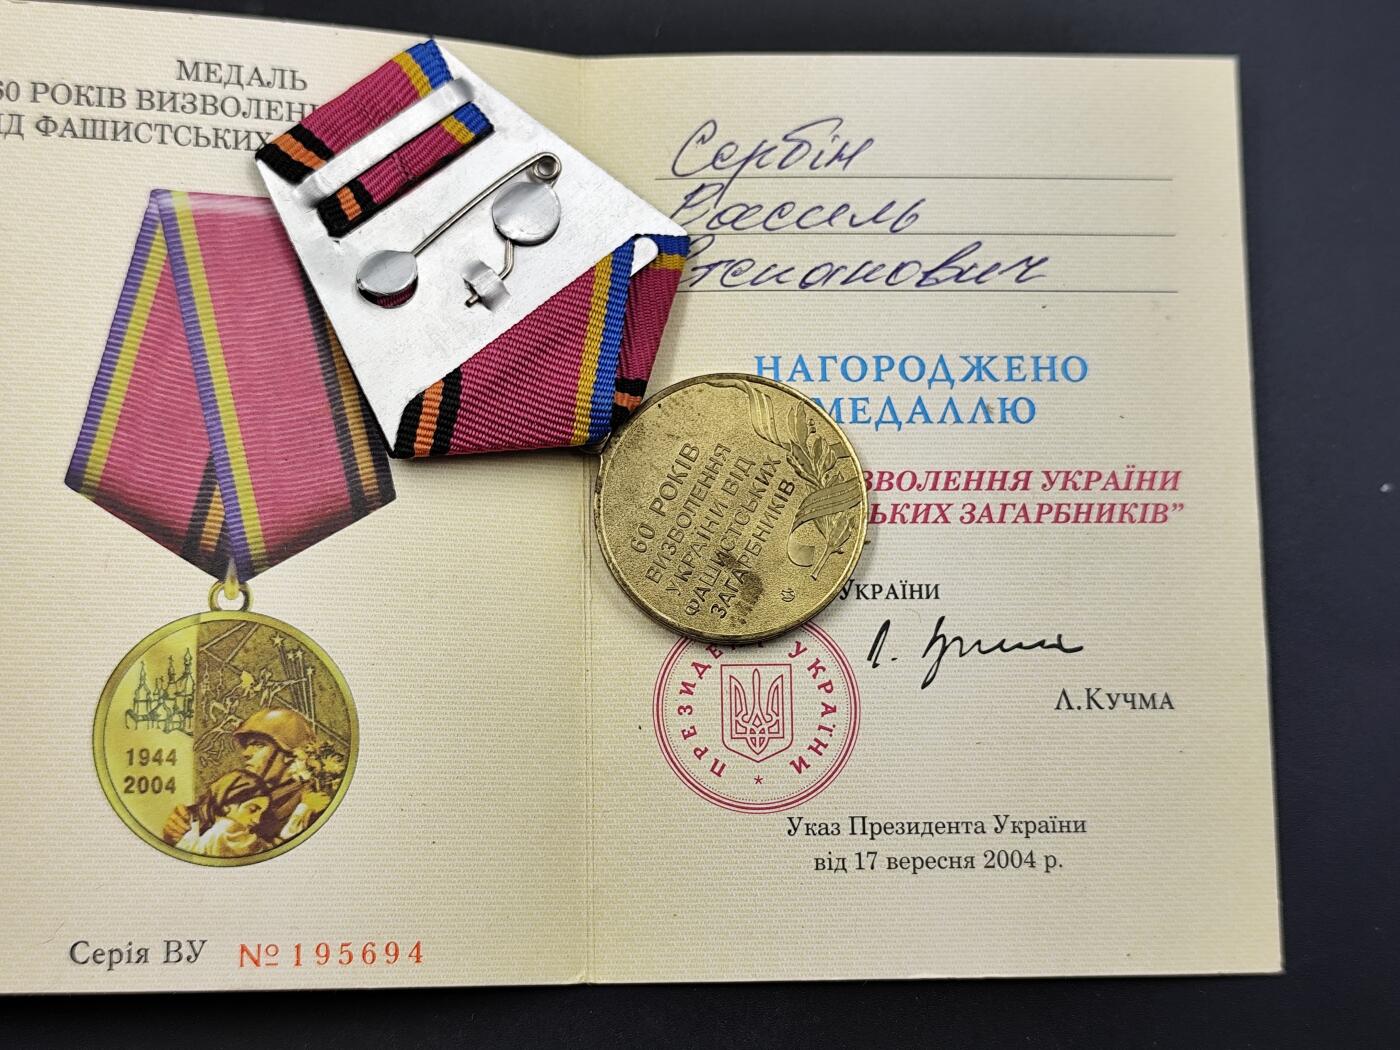 МЕДАЛЬ
60 РОКІВ ВИЗВОЛЕН
ІД ФАШИСТСЬКИХ
1944
2004
Серія ВУ № 195694
Сербін
Василь
Степанович
НАГОРОДЖЕНО
МЕДАЛЛЮ
ЗВОЛЕННЯ УКРАЇНИ
ЬКИХ ЗАГАРБНИКІВ”
60 РОКІВ
ВИЗВОЛЕННЯ
УКРАЇНИ ВІД
ФАШИСТСЬКИХ
ЗАГАРБНИКІВ
УКРАЇНИ
Л.КУЧМА
ПРЕЗИДЕНТ УКРАЇНИ
Указ Президента України
від 17 вересня 2004 р.